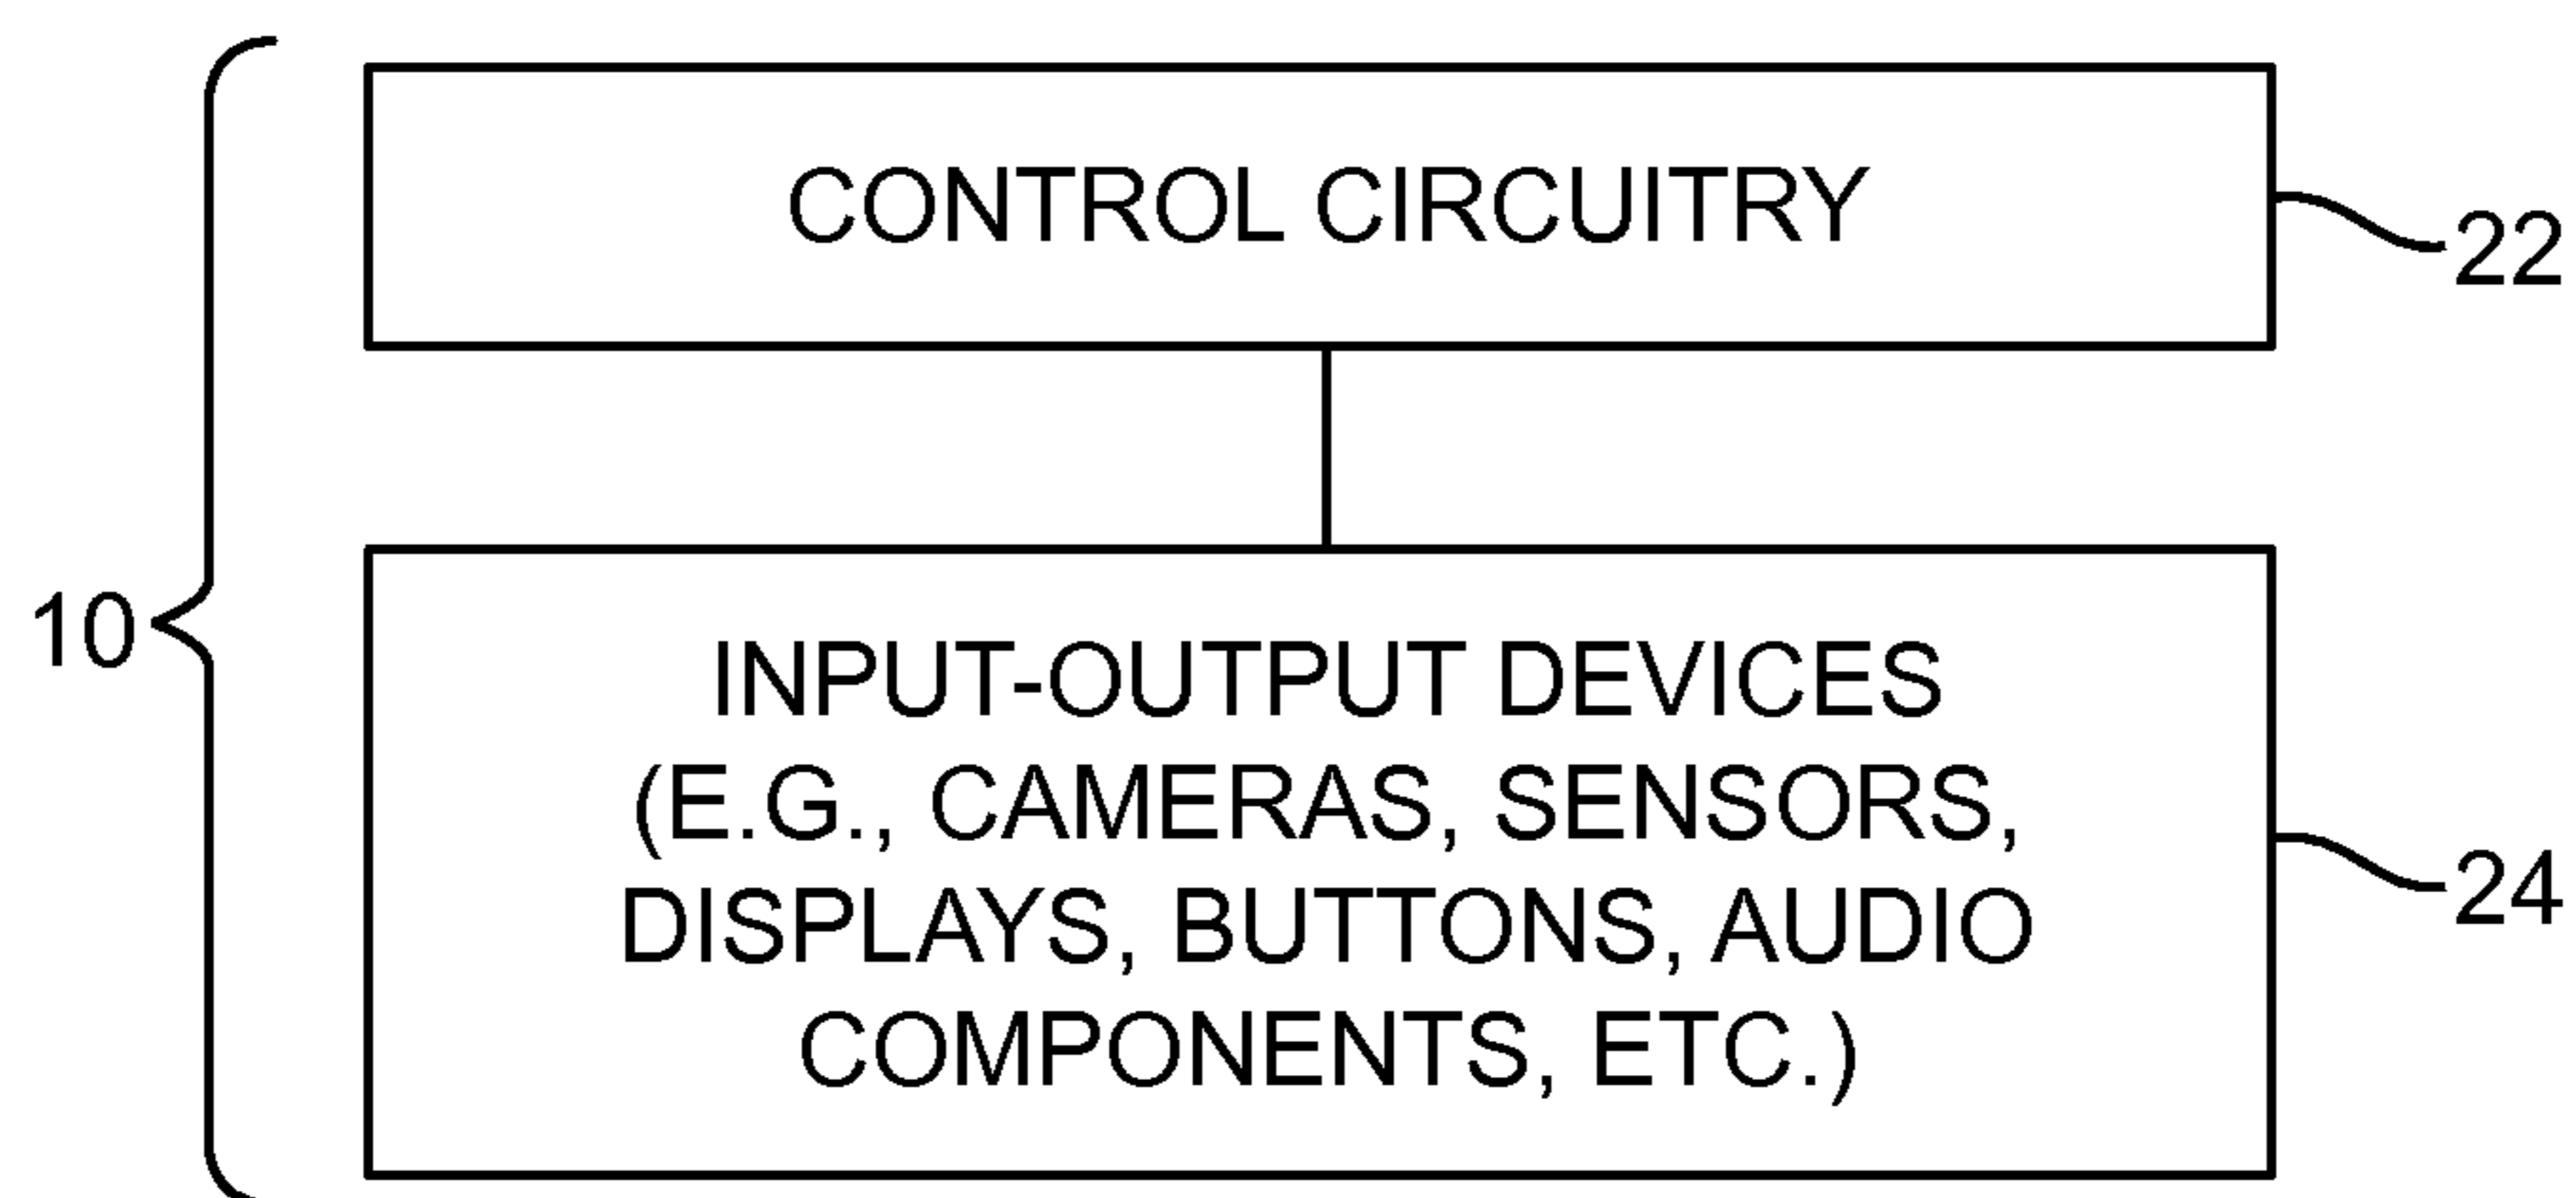 CONTROL CIRCUITRY
22
10
INPUT-OUTPUT DEVICES
(E.G., CAMERAS, SENSORS,
DISPLAYS, BUTTONS, AUDIO
COMPONENTS, ETC.)
24